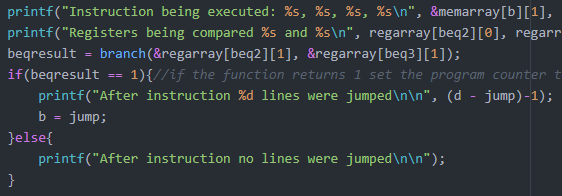 printf("Instruction being executed: %s, %s, %s, %s\n", &memarray[b][1],
printf("Registers being compared %s and %s\n", regarray[beq2][0], regarr
beqresult = branch(&regarray[beq2][1], &regarray[beq3][1]);
if(beqresult == 1){//if the function returns 1 set the program counter t
    printf("After instruction %d lines were jumped\n\n", (d - jump)-1);
    b = jump;
}else{
    printf("After instruction no lines were jumped\n\n");
}